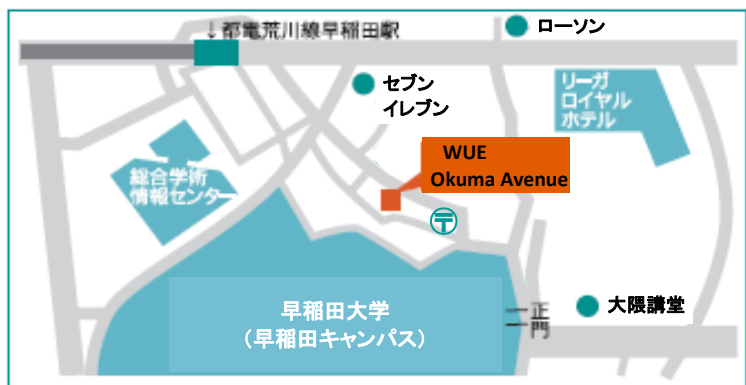 ↓都電荒川線早稲田駅
ローソン
セブン
イレブン
リーガ
ロイヤル
ホテル
WUE
Okuma Avenue
総合学術
情報センター
〒
早稲田大学
（早稲田キャンパス）
正門
大隈講堂